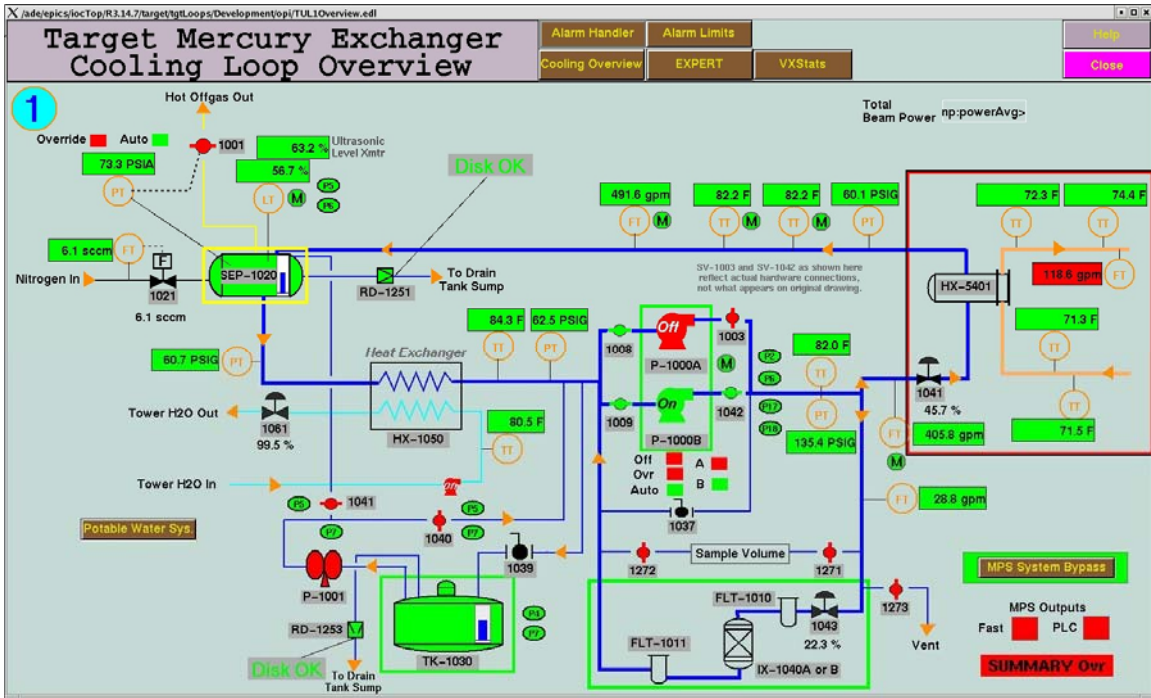 /ade/epics/iocTop/R3.14.7/target/tgtLoops/Development/opi/TUL1Overview.edl
Target Mercury Exchanger
Cooling Loop Overview
Alarm Handler
Alarm Limits
Cooling Overview
EXPERT
VXStats
Help
Close
1
Hot Offgas Out
Override
Auto
1001
63.2 %
Ultrasonic
Level Xmtr
73.3 PSIA
56.7 %
PT
LT
M
P5
P6
Disk OK
Total
Beam Power
np:powerAvg>
491.6 gpm
82.2 F
82.2 F
60.1 PSIG
FT
M
TT
M
TT
M
PT
72.3 F
74.4 F
TT
TT
6.1 sccm
FT
F
Nitrogen In
1021
6.1 sccm
SEP-1020
RD-1251
To Drain
Tank Sump
SV-1003 and SV-1042 as shown here
reflect actual hardware connections,
not what appears on original drawing.
118.6 gpm
FT
HX-5401
84.3 F
62.5 PSIG
TT
PT
1008
Off
1003
P-1000A
M
P2
P6
P17
P18
82.0 F
TT
PT
135.4 PSIG
71.3 F
TT
60.7 PSIG
PT
Heat Exchanger
1009
On
1042
P-1000B
1041
45.7 %
TT
71.5 F
Tower H2O Out
1061
99.5 %
HX-1050
80.5 F
TT
FT
405.8 gpm
M
Off
Ovr
Auto
A
B
Tower H2O In
On
FT
28.8 gpm
P5
1041
P7
1040
P5
P7
1037
Potable Water Sys.
1039
1272
Sample Volume
1271
P-1001
MPS System Bypass
FLT-1010
1043
22.3 %
1273
Vent
MPS Outputs
Fast
PLC
RD-1253
P4
P7
FLT-1011
Disk OK
TK-1030
IX-1040A or B
SUMMARY Ovr
To Drain
Tank Sump